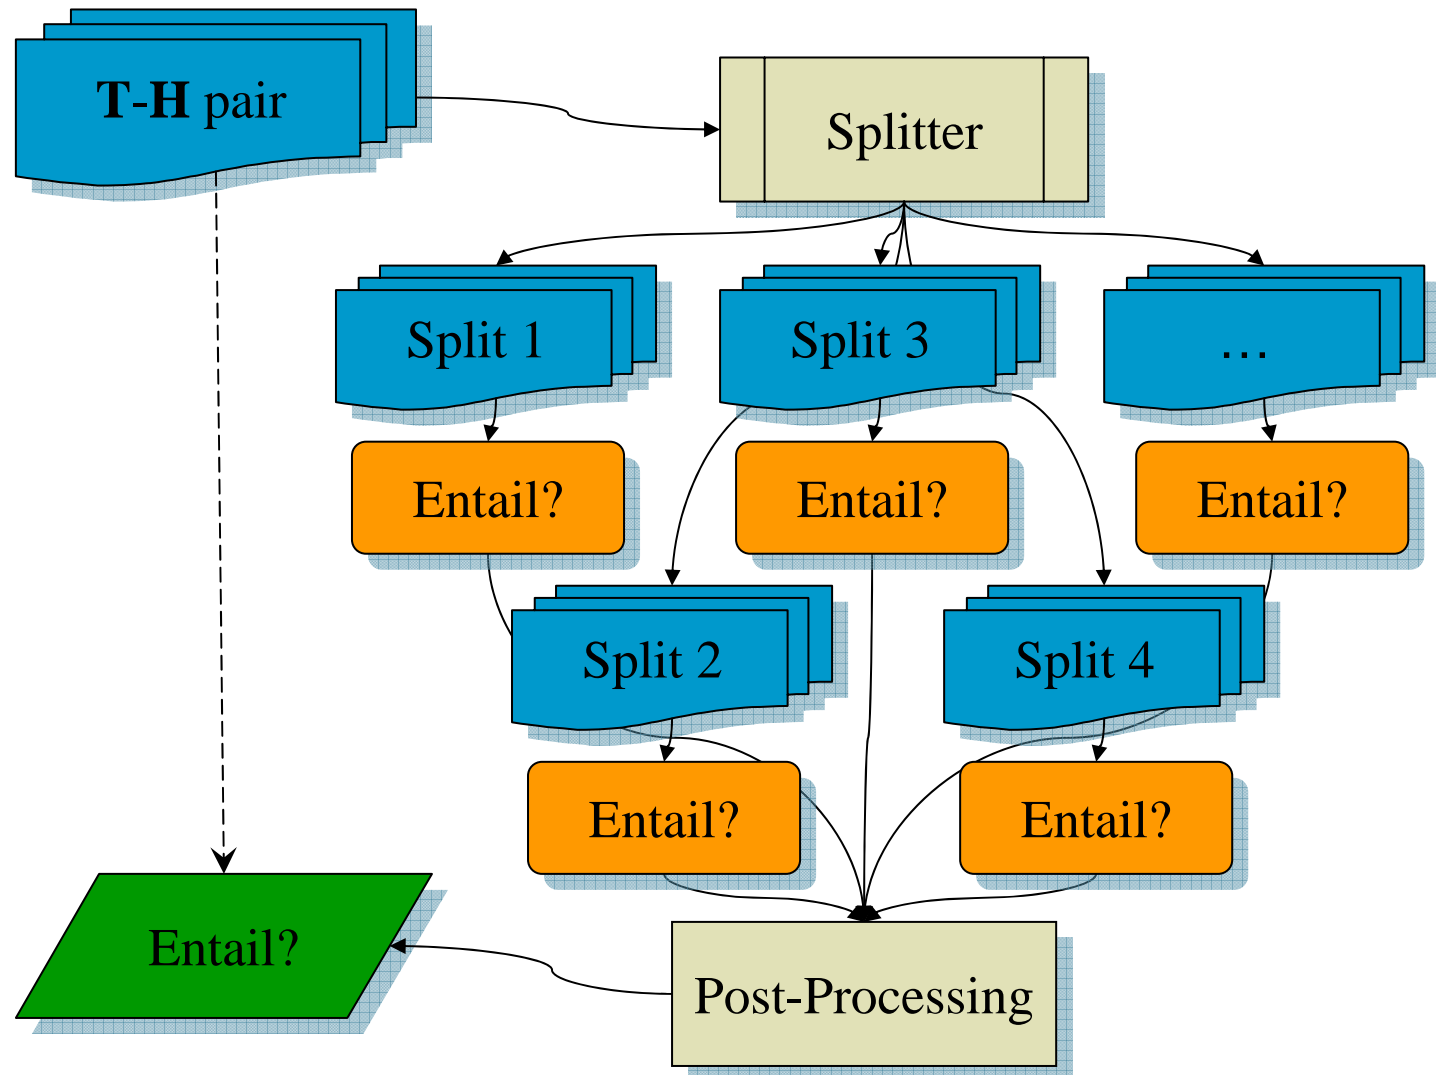 T-H pair
Splitter
Split 1
Split 3
...
Entail?
Entail?
Entail?
Split 2
Split 4
Entail?
Entail?
Entail?
Post-Processing